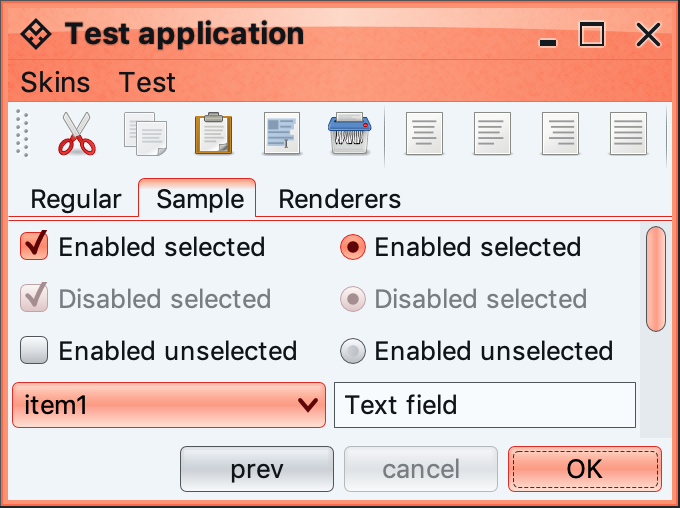 Test application
Skins Test
Regular Sample Renderers
Enabled selected Enabled selected
Disabled selected Disabled selected
Enabled unselected Enabled unselected
item1 Text field
prev cancel OK